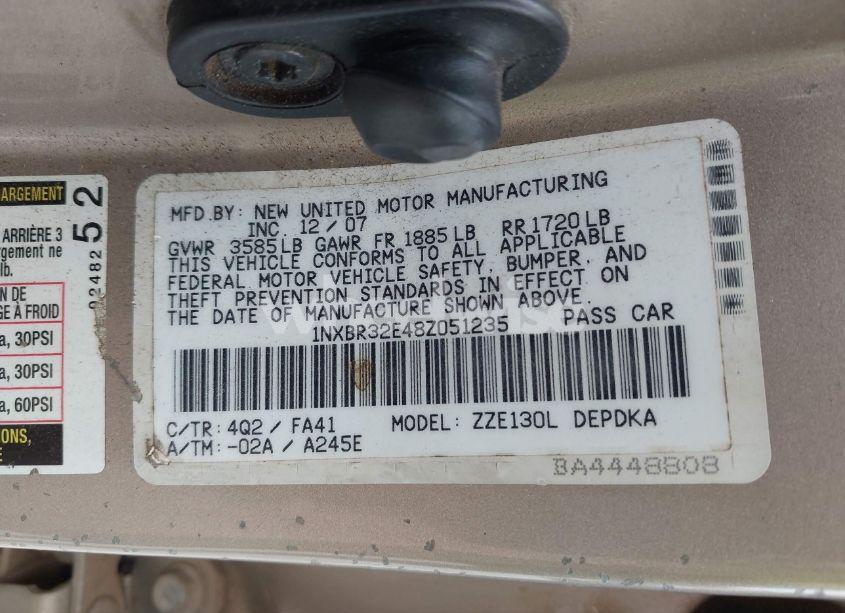 ARGEMENT
ARRIÈRE 3
rgement ne
lb.
ON DE
GE À FROID
a, 30PSI
a, 30PSI
a, 60PSI
IONS,
E
02482 52
MFD.BY: NEW UNITED MOTOR MANUFACTURING
INC. 12/07
GVWR 3585LB GAWR FR 1885LB RR 1720LB
THIS VEHICLE CONFORMS TO ALL APPLICABLE
FEDERAL MOTOR VEHICLE SAFETY, BUMPER, AND
THEFT PREVENTION STANDARDS IN EFFECT ON
THE DATE OF MANUFACTURE SHOWN ABOVE.
1NXBR32E48Z051235 PASS CAR
C/TR: 4Q2 / FA41 MODEL: ZZE130L DEPDKA
A/TM: -02A / A245E
BA4448808